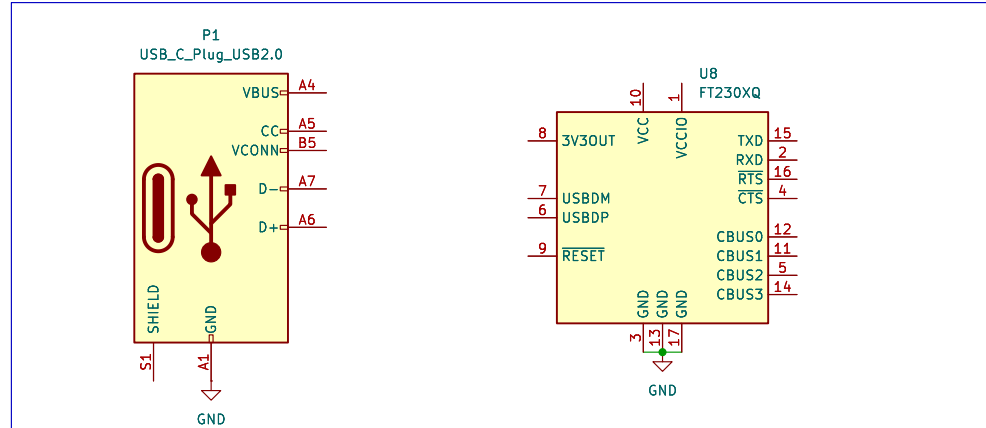 P1
USB_C_Plug_USB2.0
VBUS A4
CC A5
VCONN B5
D- A7
D+ A6
SHIELD
GND
S1
A1
GND
U8
FT230XQ
10
1
VCC
VCCIO
8 3V3OUT
7 USBDM
6 USBDP
9 RESET
TXD 15
RXD 2
RTS 16
CTS 4
CBUS0 12
CBUS1 11
CBUS2 5
CBUS3 14
GND
GND
GND
3
13
17
GND